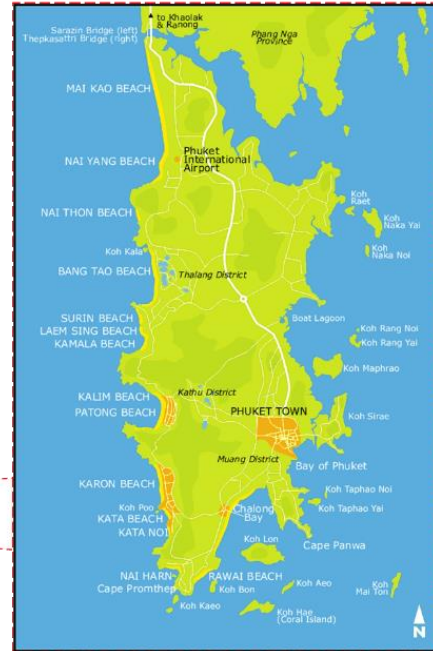 to Khaolak
& Ranong
Sarazin Bridge (left)
Thepkasattri Bridge (right)
Phang Nga
Province
MAI KAO BEACH
NAI YANG BEACH
Phuket
International
Airport
NAI THON BEACH
Koh
Raet
Koh
Naka Yai
Koh
Naka Noi
Koh Kala
BANG TAO BEACH
Thalang District
SURIN BEACH
LAEM SING BEACH
KAMALA BEACH
Boat Lagoon
Koh Rang Noi
Koh Rang Yai
Koh Maphrao
KALIM BEACH
PATONG BEACH
Kathu District
PHUKET TOWN
Koh Sirae
Muang District
Bay of Phuket
KARON BEACH
Koh Taphao Noi
Koh Taphao Yai
Koh Poo
KATA BEACH
KATA NOI
Chalong
Bay
Koh Lon
Cape Panwa
NAI HARN
Cape Promthep
RAWAI BEACH
Koh Bon
Koh Aeo
Koh
Mai Ton
Koh Kaeo
Koh Hae
(Coral Island)
N